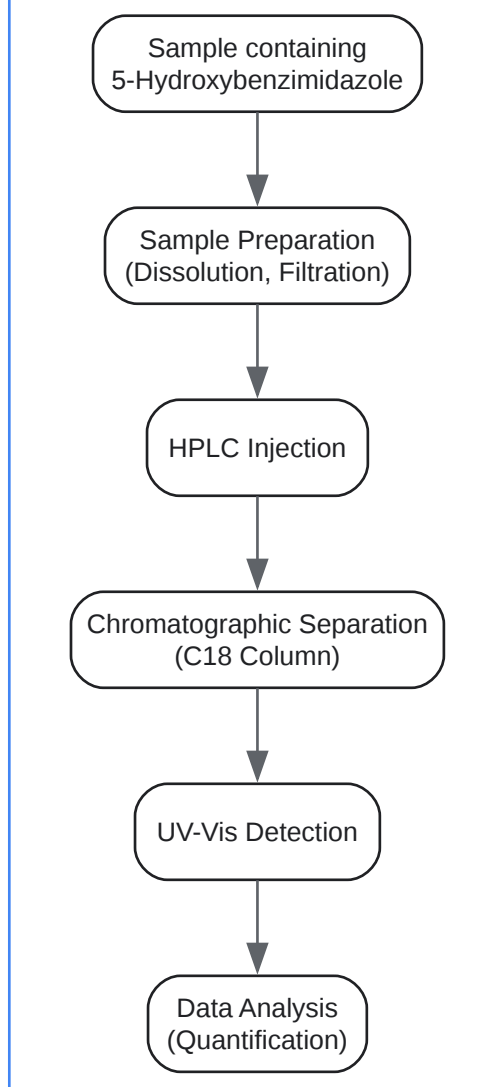 Sample containing
5-Hydroxybenzimidazole
Sample Preparation
(Dissolution, Filtration)
HPLC Injection
Chromatographic Separation
(C18 Column)
UV-Vis Detection
Data Analysis
(Quantification)